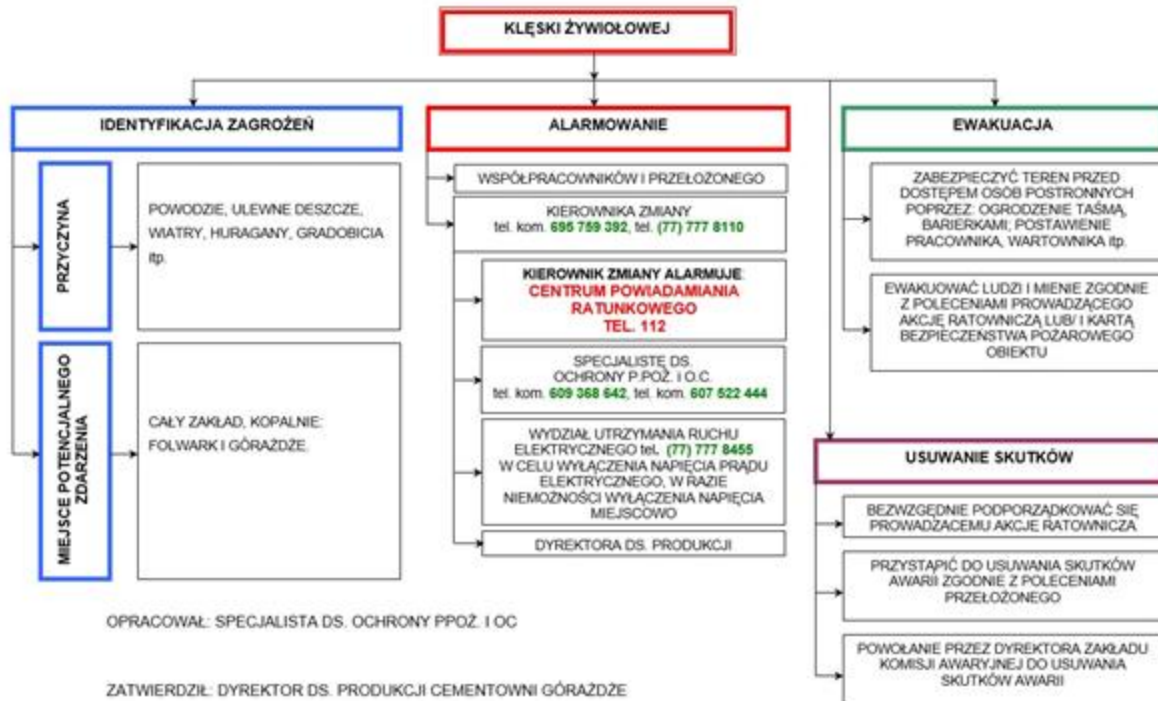 KLĘSKI ŻYWIOŁOWEJ
IDENTYFIKACJA ZAGROŻEŃ
PRZYCZYNA
POWODZIE, ULEWNE DESZCZE,
WIATRY, HURAGANY, GRADOBICIA
itp.
MIEJSCE POTENCJALNEGO
ZDARZENIA
CAŁY ZAKŁAD, KOPALNIE:
FOLWARK I GÓRAŻDŻE.
ALARMOWANIE
WSPÓŁPRACOWNIKÓW I PRZEŁOŻONEGO
KIEROWNIKA ZMIANY
tel. kom. 695 759 392, tel. (77) 777 8110
KIEROWNIK ZMIANY ALARMUJE:
CENTRUM POWIADAMIANIA
RATUNKOWEGO
TEL. 112
SPECJALISTĘ DS.
OCHRONY P.POŻ. i O.C.
tel. kom. 609 368 642, tel. kom. 607 522 444
WYDZIAŁ UTRZYMANIA RUCHU
ELEKTRYCZNEGO tel. (77) 777 8455
W CELU WYŁĄCZENIA NAPIĘCIA PRĄDU
ELEKTRYCZNEGO, W RAZIE
NIEMOŻNOŚCI WYŁĄCZENIA NAPIĘCIA
MIEJSCOWO
DYREKTORA DS. PRODUKCJI
EWAKUACJA
ZABEZPIECZYĆ TEREN PRZED
DOSTĘPEM OSÓB POSTRONNYCH
POPRZEZ: OGRODZENIE TAŚMĄ,
BARIERKAMI; POSTAWIENIE
PRACOWNIKA, WARTOWNIKA itp.
EWAKUOWAĆ LUDZI I MIENIE ZGODNIE
Z POLECENIAMI PROWADZĄCEGO
AKCJĘ RATOWNICZĄ LUB/ I KARTĄ
BEZPIECZEŃSTWA POŻAROWEGO
OBIEKTU
USUWANIE SKUTKÓW
BEZWZGĘDNIE PODPORZĄDKOWAĆ SIĘ
PROWADZĄCEMU AKCJĘ RATOWNICZĄ
PRZYSTĄPIĆ DO USUWANIA SKUTKÓW
AWARII ZGODNIE Z POLECENIAMI
PRZEŁOŻONEGO
POWOŁANIE PRZEZ DYREKTORA ZAKŁADU
KOMISJI AWARYJNEJ DO USUWANIA
SKUTKÓW AWARII
OPRACOWAŁ: SPECJALISTA DS. OCHRONY PPOŻ. I OC
ZATWIERDZIŁ: DYREKTOR DS. PRODUKCJI CEMENTOWNI GÓRAŻDŻE